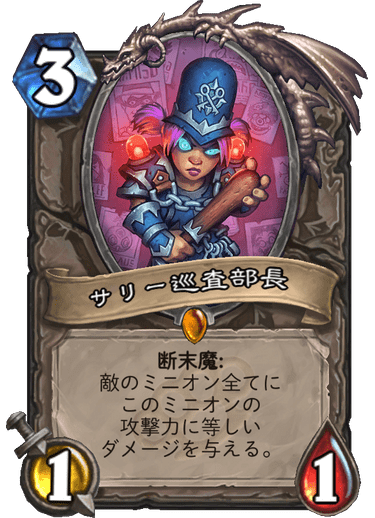 3
サリー巡査部長
断末魔:
敵のミニオン全てに
このミニオンの
攻撃力に等しい
ダメージを与える。
1
1